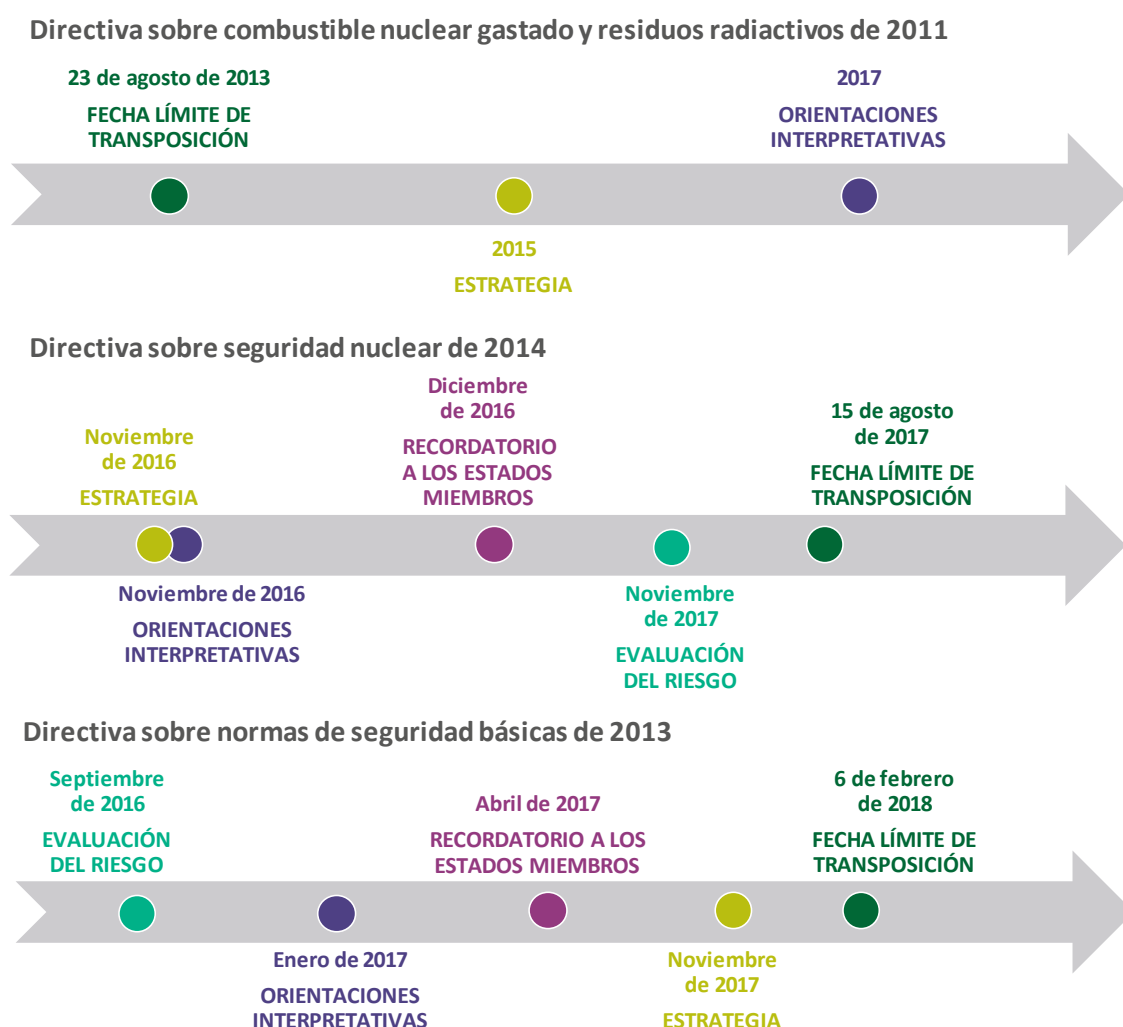 Directiva sobre combustible nuclear gastado y residuos radiactivos de 2011
23 de agosto de 2013
FECHA LÍMITE DE
TRANSPOSICIÓN
2017
ORIENTACIONES
INTERPRETATIVAS
2015
ESTRATEGIA
Directiva sobre seguridad nuclear de 2014
Noviembre
de 2016
ESTRATEGIA
Diciembre
de 2016
RECORDATORIO
A LOS ESTADOS
MIEMBROS
15 de agosto
de 2017
FECHA LÍMITE DE
TRANSPOSICIÓN
Noviembre de 2016
ORIENTACIONES
INTERPRETATIVAS
Noviembre
de 2017
EVALUACIÓN
DEL RIESGO
Directiva sobre normas de seguridad básicas de 2013
Septiembre
de 2016
EVALUACIÓN
DEL RIESGO
Abril de 2017
RECORDATORIO A LOS
ESTADOS MIEMBROS
6 de febrero
de 2018
FECHA LÍMITE DE
TRANSPOSICIÓN
Enero de 2017
ORIENTACIONES
INTERPRETATIVAS
Noviembre
de 2017
ESTRATEGIA